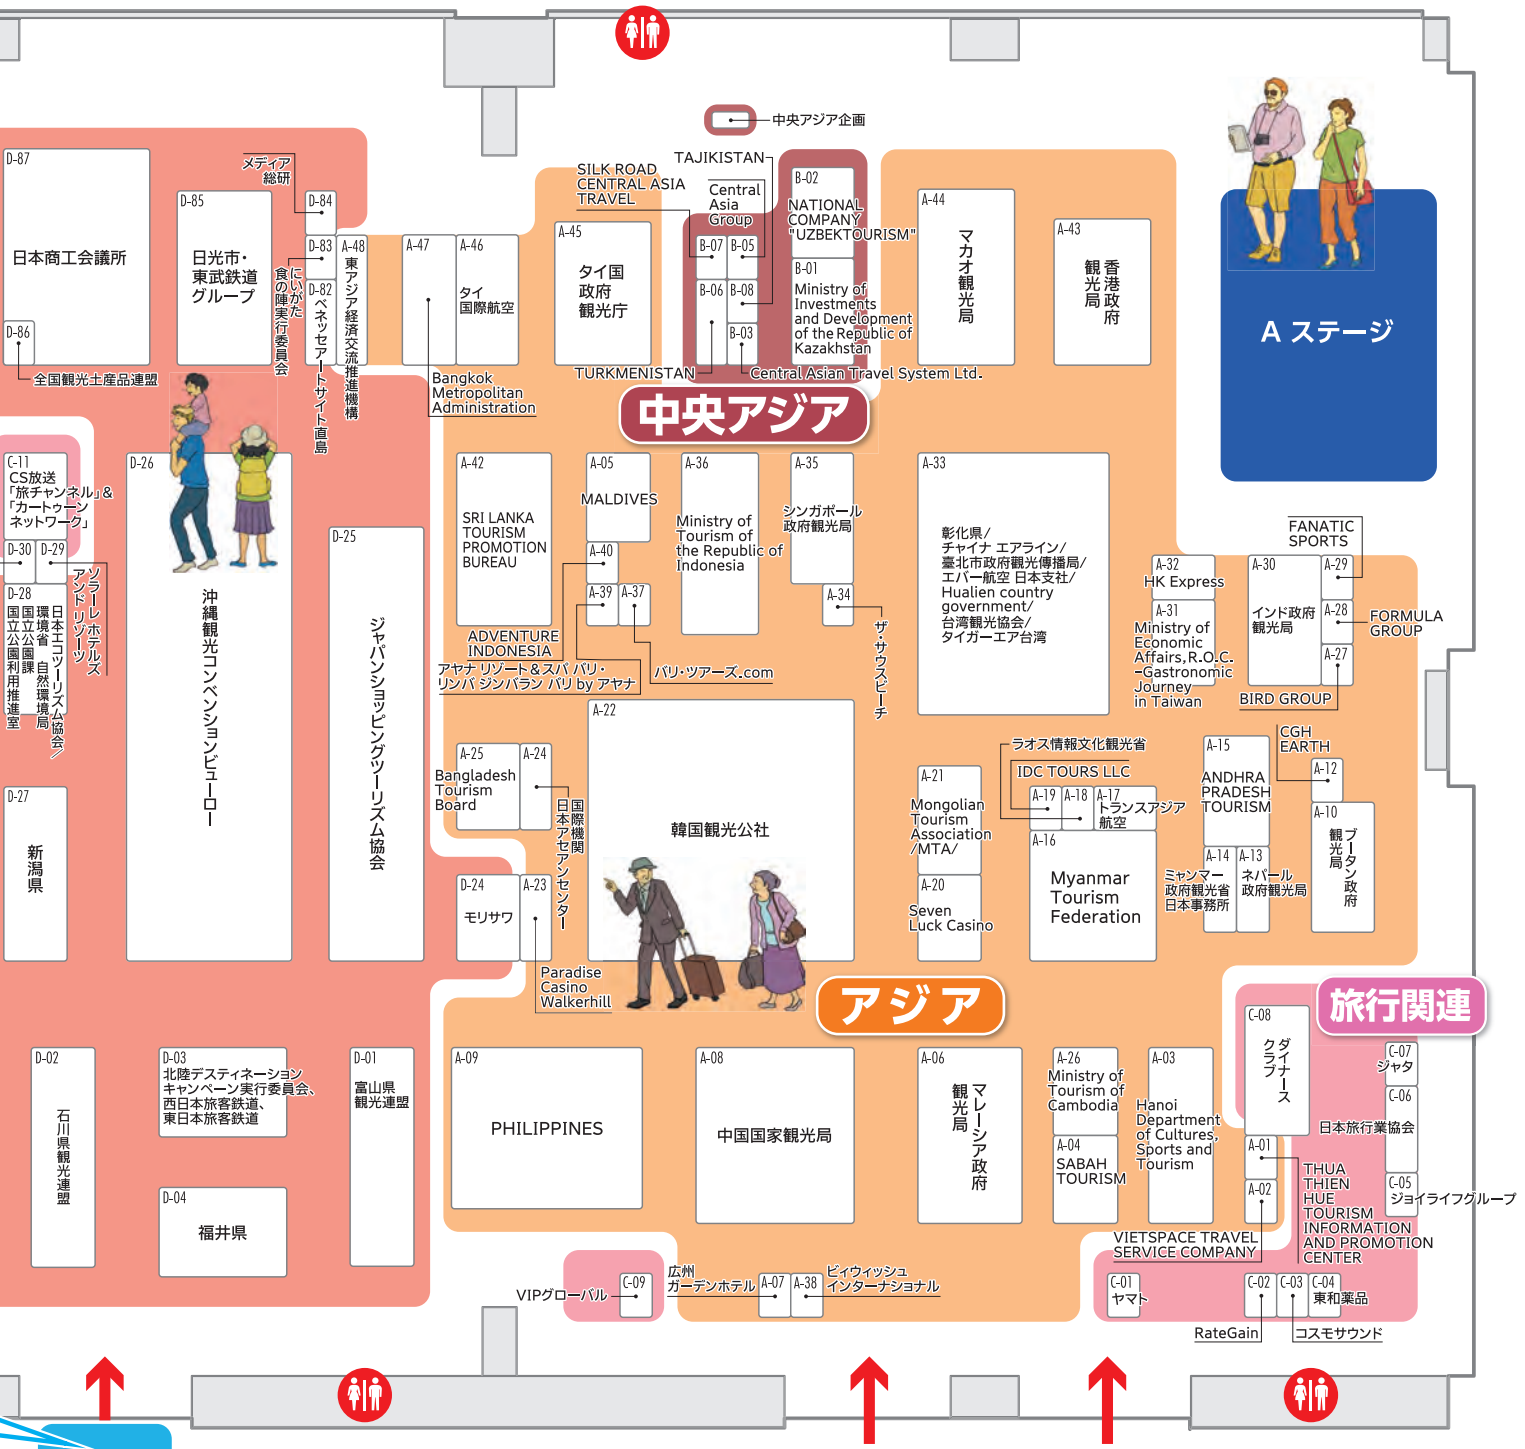 中央アジア企画
D-87
日本商工会議所
D-86
全国観光土産品連盟
D-85
日光市・
東武鉄道
グループ
メディア
総研
D-84
D-83
にいがた
食の陣実行委員会
D-82
ベネッセアートサイト直島
A-48
東アジア経済交流推進機構
A-47
Bangkok
Metropolitan
Administration
A-46
タイ
国際航空
A-45
タイ国
政府
観光庁
SILK ROAD
CENTRAL ASIA
TRAVEL
TAJIKISTAN
Central
Asia
Group
B-07
B-05
B-06
B-08
B-03
TURKMENISTAN
Central Asian Travel System Ltd.
B-02
NATIONAL
COMPANY
"UZBEKTOURISM"
B-01
Ministry of
Investments
and Development
of the Republic of
Kazakhstan
中央アジア
A-44
マカオ観光局
A-43
香港政府
観光局
A ステージ
C-11
CS放送
「旅チャンネル」&
「カートゥーン
ネットワーク」
D-30
D-29
ソラーレ ホテルズ
アンド リゾーツ
D-28
日本エコツーリズム協会/
環境省 自然環境局
国立公園課
国立公園利用推進室
D-27
新潟県
D-26
沖縄観光コンベンションビューロー
D-25
ジャパンショッピングツーリズム協会
A-42
SRI LANKA
TOURISM
PROMOTION
BUREAU
A-05
MALDIVES
A-40
A-39
A-37
ADVENTURE
INDONESIA
アヤナ リゾート&スパ バリ・
リンバ ジンバラン バリ by アヤナ
バリ・ツアーズ.com
A-36
Ministry of
Tourism of
the Republic of
Indonesia
A-35
シンガポール
政府観光局
A-34
ザ・サウスビーチ
A-33
彰化県/
チャイナ エアライン/
臺北市政府観光傳播局/
エバー航空 日本支社/
Hualien country
government/
台湾観光協会/
タイガーエア台湾
A-32
HK Express
A-31
Ministry of
Economic
Affairs,R.O.C.
-Gastronomic
Journey
in Taiwan
A-30
インド政府
観光局
FANATIC
SPORTS
A-29
A-28
FORMULA
GROUP
A-27
BIRD GROUP
A-25
Bangladesh
Tourism
Board
A-24
国際機関
日本アセアンセンター
D-24
モリサワ
A-23
Paradise
Casino
Walkerhill
A-22
韓国観光公社
A-21
Mongolian
Tourism
Association
/MTA/
A-20
Seven
Luck Casino
ラオス情報文化観光省
IDC TOURS LLC
A-19
A-18
A-17
トランスアジア
航空
A-16
Myanmar
Tourism
Federation
A-15
ANDHRA
PRADESH
TOURISM
A-14
ミャンマー
政府観光省
日本事務所
A-13
ネパール
政府観光局
CGH
EARTH
A-12
A-10
ブータン政府
観光局
アジア
旅行関連
D-02
石川県観光連盟
D-03
北陸デスティネーション
キャンペーン実行委員会、
西日本旅客鉄道、
東日本旅客鉄道
D-04
福井県
D-01
富山県
観光連盟
A-09
PHILIPPINES
A-08
中国国家観光局
A-06
マレーシア政府
観光局
A-26
Ministry of
Tourism of
Cambodia
A-04
SABAH
TOURISM
A-03
Hanoi
Department
of Cultures,
Sports and
Tourism
C-08
ダイナース
クラブ
A-01
THUA
THIEN
HUE
TOURISM
INFORMATION
AND PROMOTION
CENTER
A-02
VIETSPACE TRAVEL
SERVICE COMPANY
C-07
ジャタ
C-06
日本旅行業協会
C-05
ジョイライフグループ
VIPグローバル
C-09
広州
ガーデンホテル
A-07
A-38
ビィウィッシュ
インターナショナル
C-01
ヤマト
C-02
RateGain
C-03
コスモサウンド
C-04
東和薬品